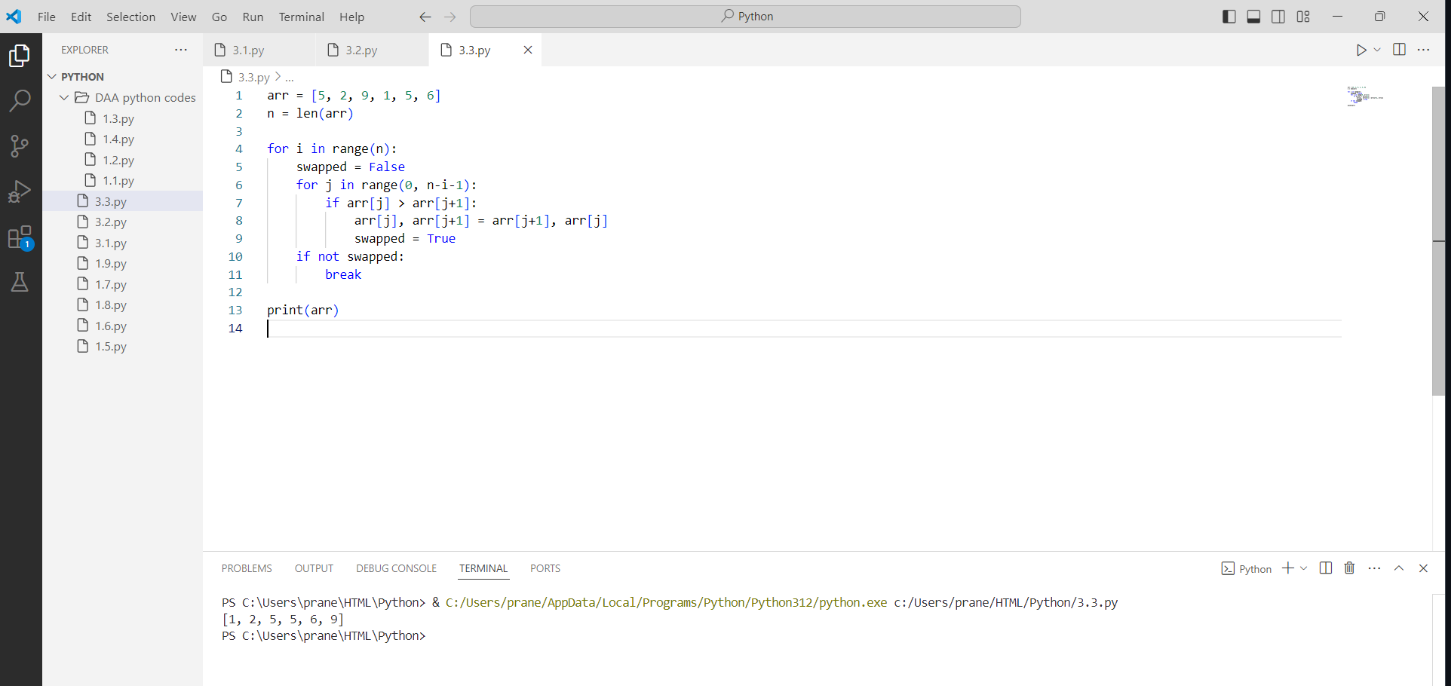 File Edit Selection View Go Run Terminal Help Python
EXPLORER
PYTHON
DAA python codes
1.3.py
1.4.py
1.2.py
1.1.py
3.3.py
3.2.py
3.1.py
1.9.py
1.7.py
1.8.py
1.6.py
1.5.py
1
3.1.py 3.2.py 3.3.py
3.3.py > ...
1 arr = [5, 2, 9, 1, 5, 6]
2 n = len(arr)
3
4 for i in range(n):
5     swapped = False
6     for j in range(0, n-i-1):
7         if arr[j] > arr[j+1]:
8             arr[j], arr[j+1] = arr[j+1], arr[j]
9             swapped = True
10     if not swapped:
11         break
12
13 print(arr)
14
PROBLEMS OUTPUT DEBUG CONSOLE TERMINAL PORTS Python
PS C:\Users\prane\HTML\Python> & C:/Users/prane/AppData/Local/Programs/Python/Python312/python.exe c:/Users/prane/HTML/Python/3.3.py
[1, 2, 5, 5, 6, 9]
PS C:\Users\prane\HTML\Python>